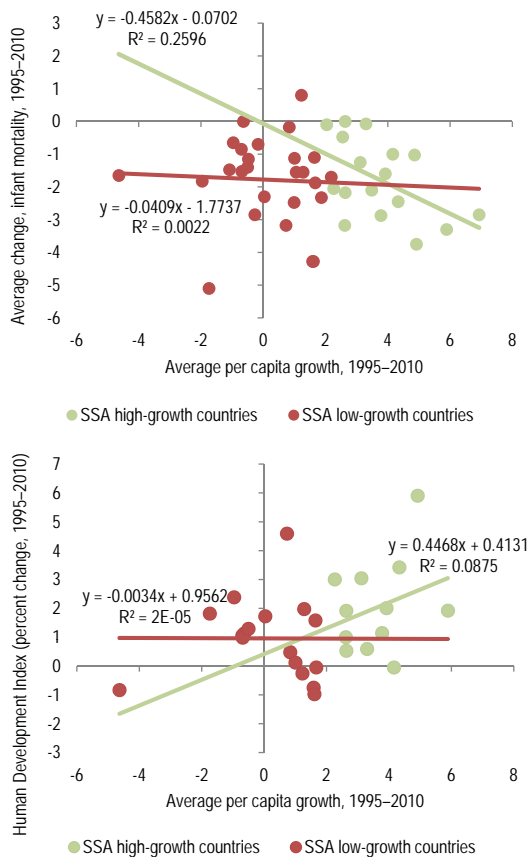 y = -0.4582x - 0.0702
R² = 0.2596
Average change, infant mortality, 1995–2010
3
2
1
0
-1
-2
-3
-4
-5
-6
y = -0.0409x - 1.7737
R² = 0.0022
-6 -4 -2 0 2 4 6 8
Average per capita growth, 1995–2010
SSA high-growth countries SSA low-growth countries
Human Development Index (percent change, 1995–2010)
7
6
5
4
3
2
1
0
-1
-2
-3
y = 0.4468x + 0.4131
R² = 0.0875
y = -0.0034x + 0.9562
R² = 2E-05
-6 -4 -2 0 2 4 6 8
Average per capita growth, 1995–2010
SSA high-growth countries SSA low-growth countries